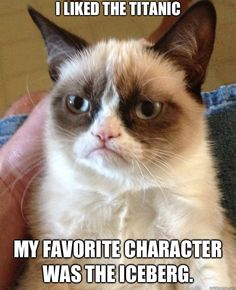 I LIKED THE TITANIC
MY FAVORITE CHARACTER
WAS THE ICEBERG.